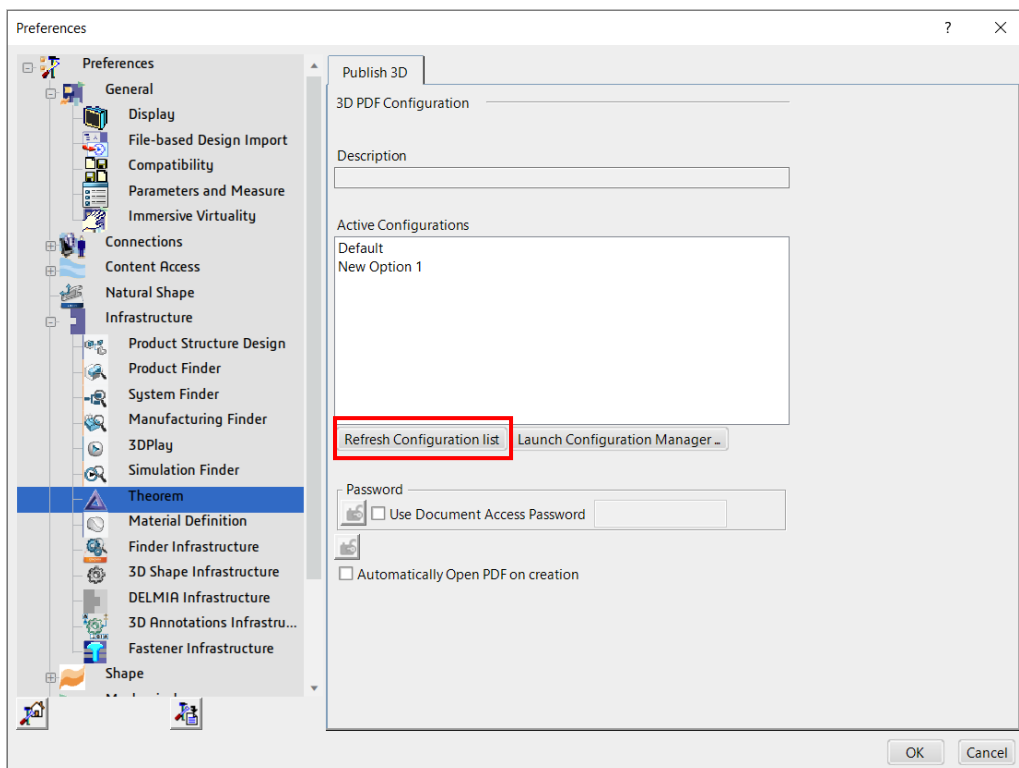 Preferences
?
Preferences
General
Display
File-based Design Import
Compatibility
Parameters and Measure
Immersive Virtuality
Connections
Content Access
Natural Shape
Infrastructure
Product Structure Design
Product Finder
System Finder
Manufacturing Finder
3DPlay
Simulation Finder
Theorem
Material Definition
Finder Infrastructure
3D Shape Infrastructure
DELMIA Infrastructure
3D Annotations Infrastru...
Fastener Infrastructure
Shape
Publish 3D
3D PDF Configuration
Description
Active Configurations
Default
New Option 1
Refresh Configuration list Launch Configuration Manager ...
Password
Use Document Access Password
Automatically Open PDF on creation
OK Cancel